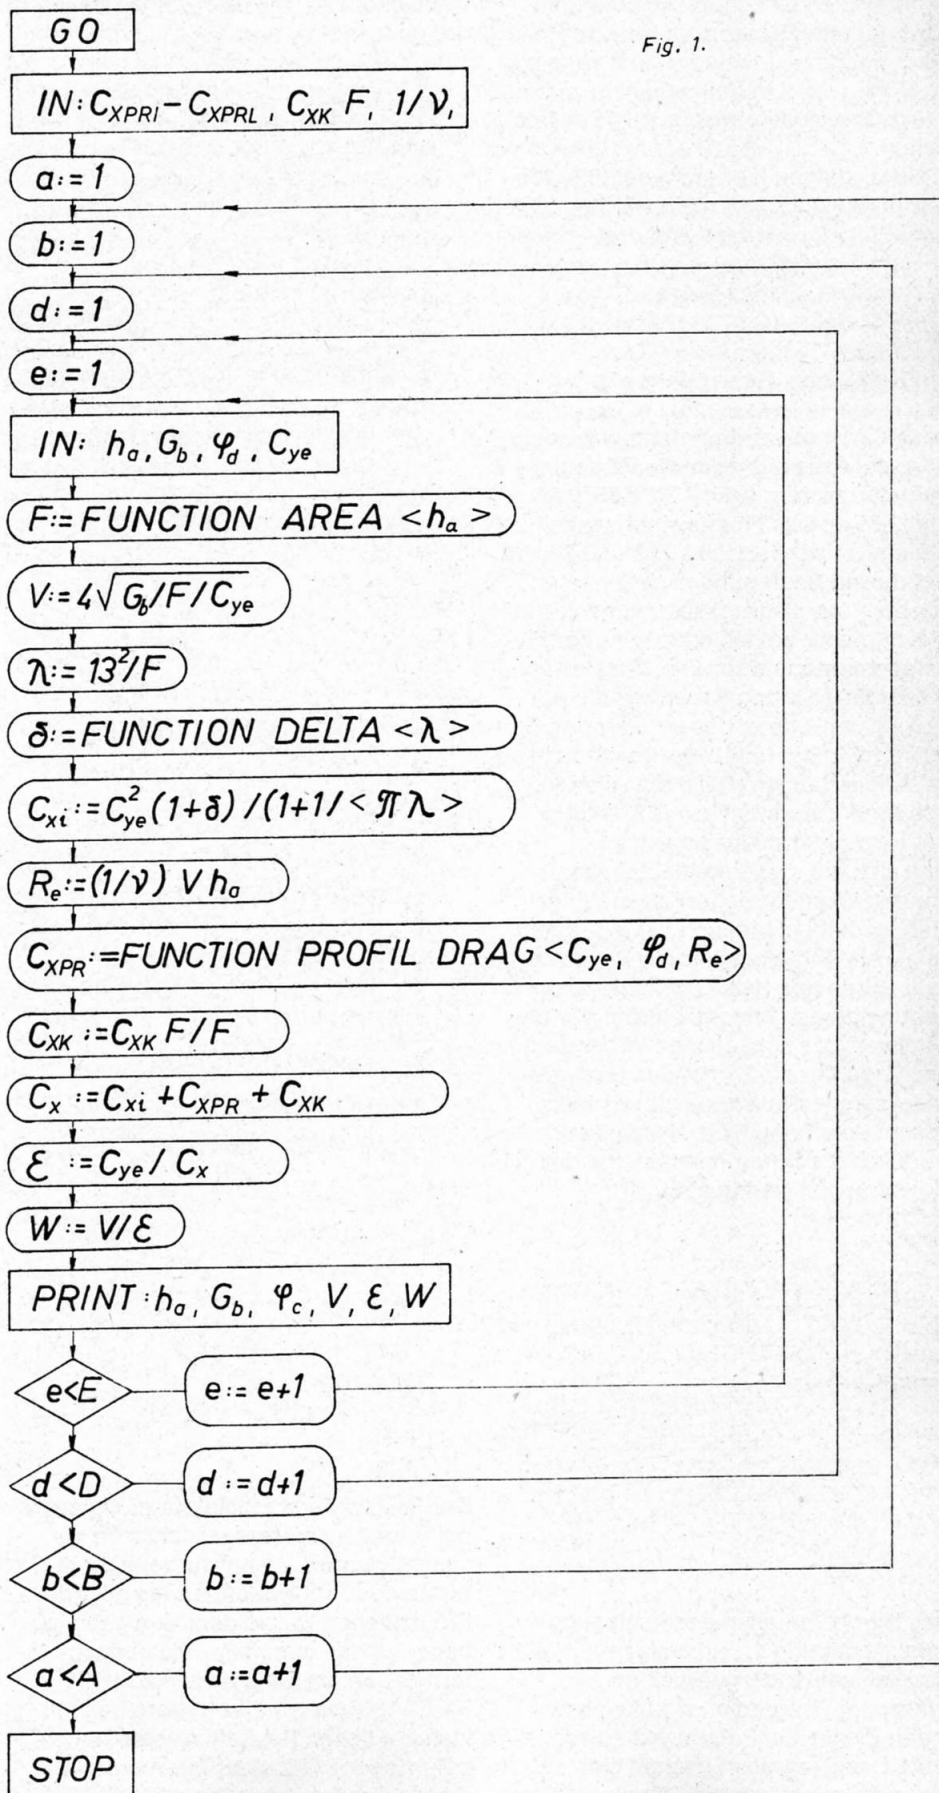 GO
Fig. 1.
IN: C_XPRI – C_XPRL, C_XK F, 1/ν,
a:=1
b:=1
d:=1
e:=1
IN: h_a, G_b, φ_d, C_ye
F:= FUNCTION AREA <h_a>
V:= 4√G_b/F/C_ye
λ:= 13²/F
δ:= FUNCTION DELTA <λ>
C_xi := C²_ye (1+δ)/(1+1/<πλ>
R_e := (1/ν) V h_a
C_XPR := FUNCTION PROFIL DRAG <C_ye, φ_d, R_e>
C_XK := C_XK F/F
C_x := C_xi + C_XPR + C_XK
Ɛ := C_ye / C_x
W := V/Ɛ
PRINT: h_a, G_b, φ_c, V, Ɛ, W
e<E e:= e+1
d<D d:= d+1
b<B b:= b+1
a<A a:=a+1
STOP